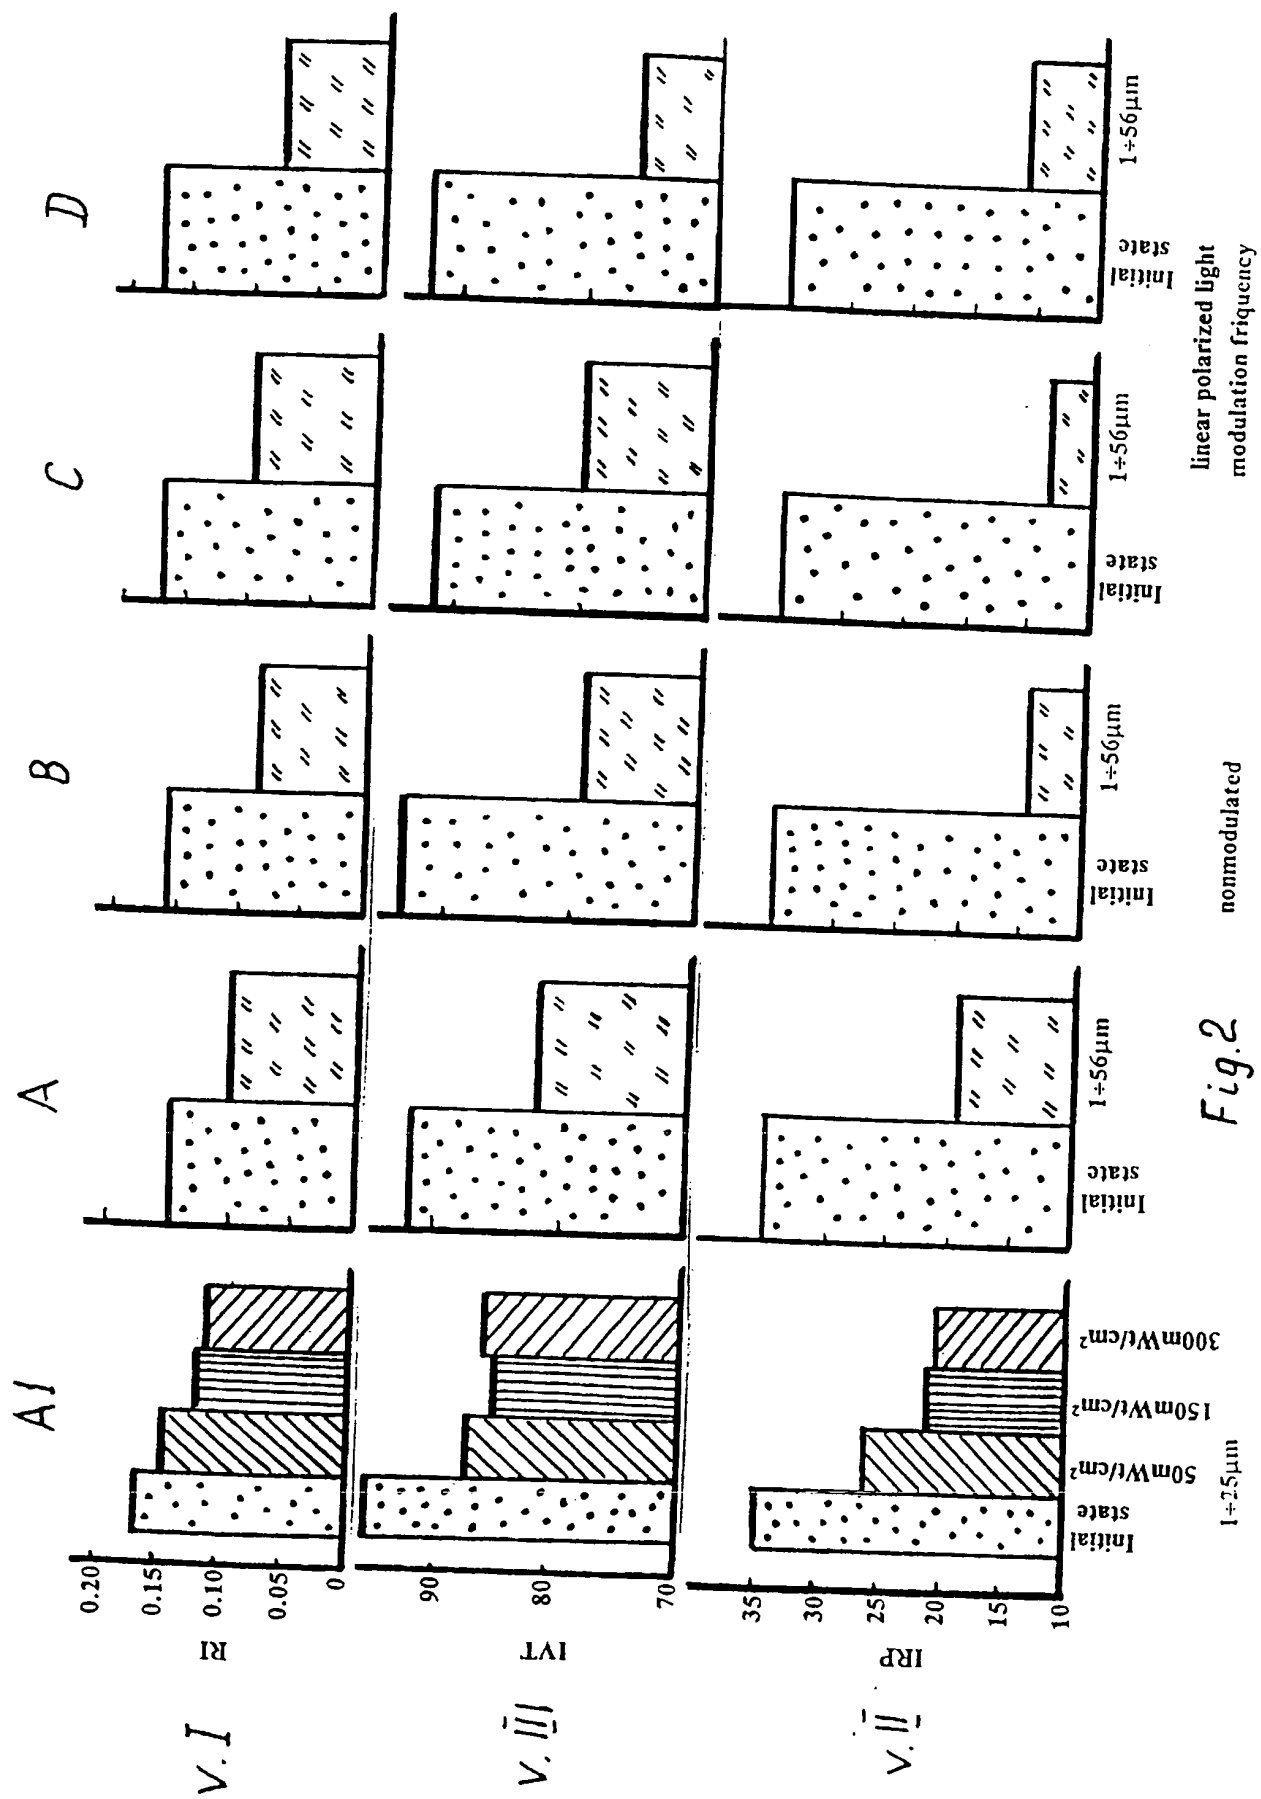 A1
A
B
C
D
V. I
RI
0.20
0.15
0.10
0.05
0
V. III
IVT
90
80
70
V. II
IRP
35
30
25
20
15
10
Initial
state
50mWt/cm²
150mWt/cm²
300mWt/cm²
1÷25µm
Initial
state
1÷56µm
Initial
state
1÷56µm
Initial
state
1÷56µm
Initial
state
1÷56µm
nonmodulated
linear polarized light
modulation friquency
Fig.2